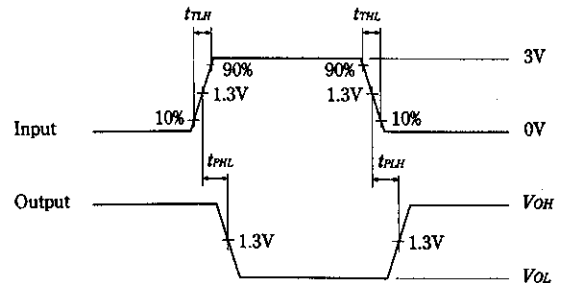 tTLH tTHL
90% 90% 3V
1.3V 1.3V
10% 10%
Input 0V
tPHL tPLH
Output VOH
1.3V 1.3V
VOL